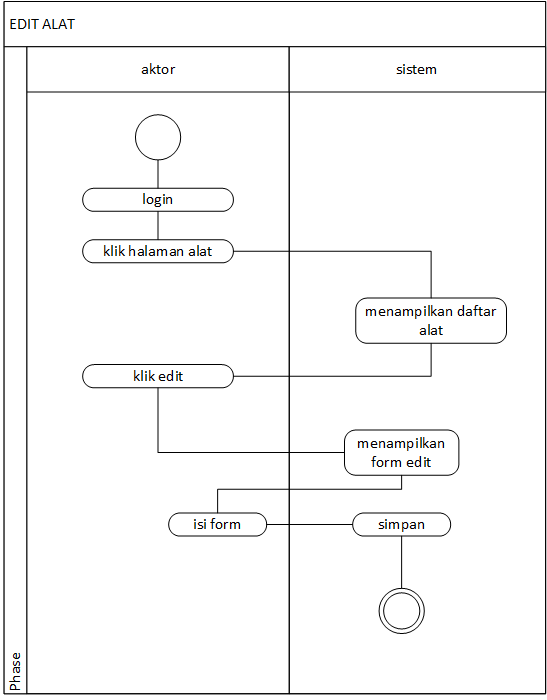 EDIT ALAT
aktor
sistem
login
klik halaman alat
menampilkan daftar
alat
klik edit
menampilkan
form edit
isi form
simpan
Phase